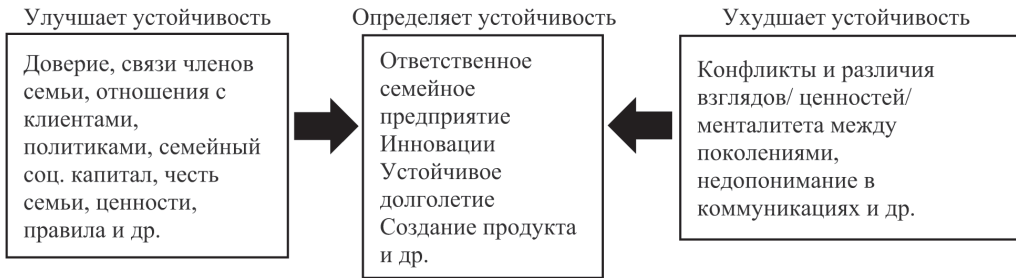 Улучшает устойчивость
Доверие, связи членов
семьи, отношения с
клиентами,
политиками, семейный
соц. капитал, честь
семьи, ценности,
правила и др.
Определяет устойчивость
Ответственное
семейное
предприятие
Инновации
Устойчивое
долголетие
Создание продукта
и др.
Ухудшает устойчивость
Конфликты и различия
взглядов/ ценностей/
менталитета между
поколениями,
недопонимание в
коммуникациях и др.